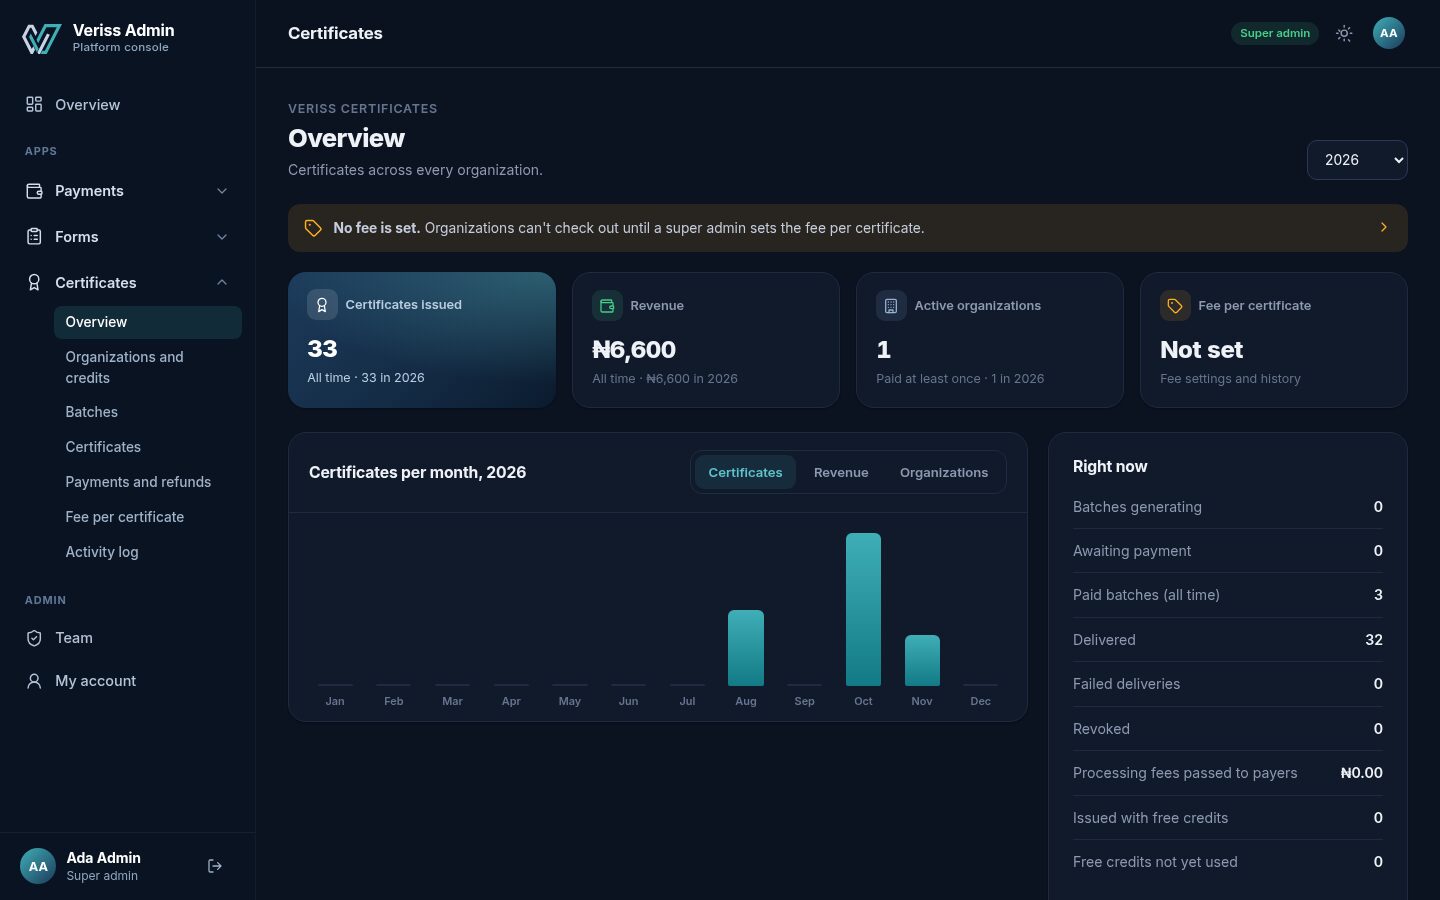 Veriss Admin
Platform console
Overview
APPS
Payments
Forms
Certificates
Overview
Organizations and
credits
Batches
Certificates
Payments and refunds
Fee per certificate
Activity log
ADMIN
Team
My account
AA
Ada Admin
Super admin
Certificates
Super admin
AA
VERISS CERTIFICATES
Overview
Certificates across every organization.
2026
No fee is set. Organizations can't check out until a super admin sets the fee per certificate.
Certificates issued
33
All time · 33 in 2026
Revenue
₦6,600
All time · ₦6,600 in 2026
Active organizations
1
Paid at least once · 1 in 2026
Fee per certificate
Not set
Fee settings and history
Certificates per month, 2026
Certificates Revenue Organizations
Jan Feb Mar Apr May Jun Jul Aug Sep Oct Nov Dec
Right now
Batches generating 0
Awaiting payment 0
Paid batches (all time) 3
Delivered 32
Failed deliveries 0
Revoked 0
Processing fees passed to payers ₦0.00
Issued with free credits 0
Free credits not yet used 0